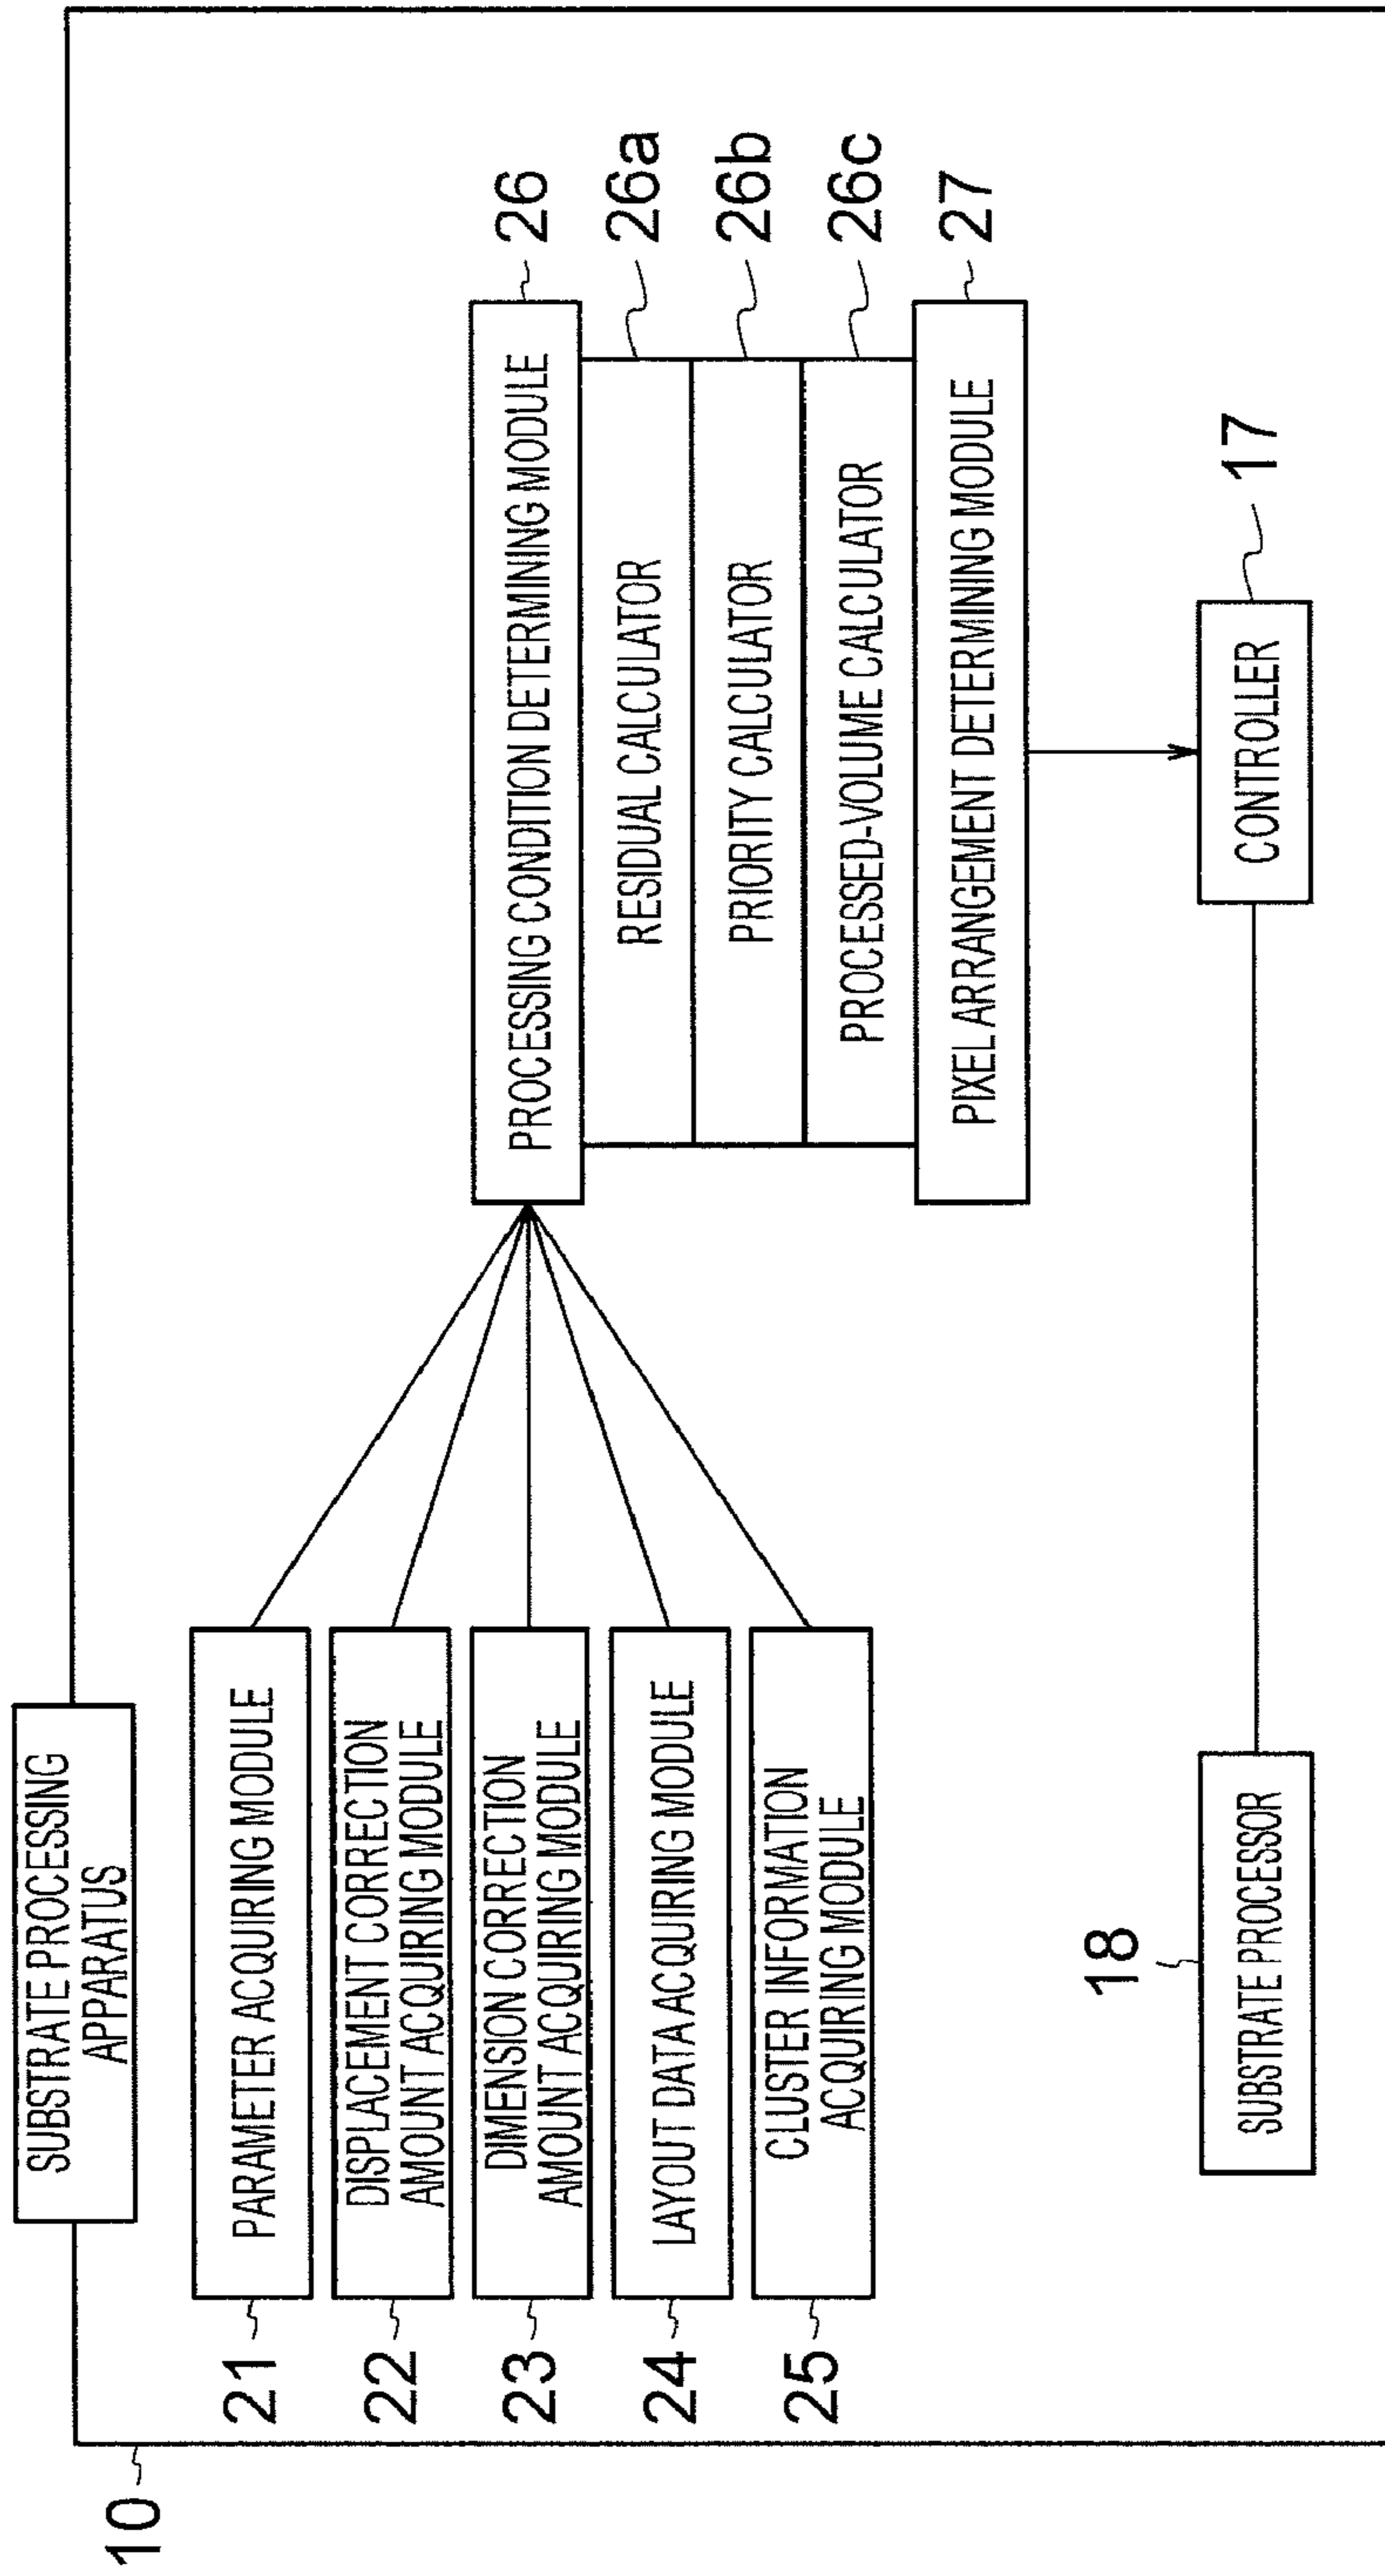 10
SUBSTRATE PROCESSING
APPARATUS
21
PARAMETER ACQUIRING MODULE
22
DISPLACEMENT CORRECTION
AMOUNT ACQUIRING MODULE
23
DIMENSION CORRECTION
AMOUNT ACQUIRING MODULE
24
LAYOUT DATA ACQUIRING MODULE
25
CLUSTER INFORMATION
ACQUIRING MODULE
PROCESSING CONDITION DETERMINING MODULE
26
RESIDUAL CALCULATOR
26a
PRIORITY CALCULATOR
26b
PROCESSED-VOLUME CALCULATOR
26c
PIXEL ARRANGEMENT DETERMINING MODULE
27
18
SUBSTRATE PROCESSOR
CONTROLLER
17